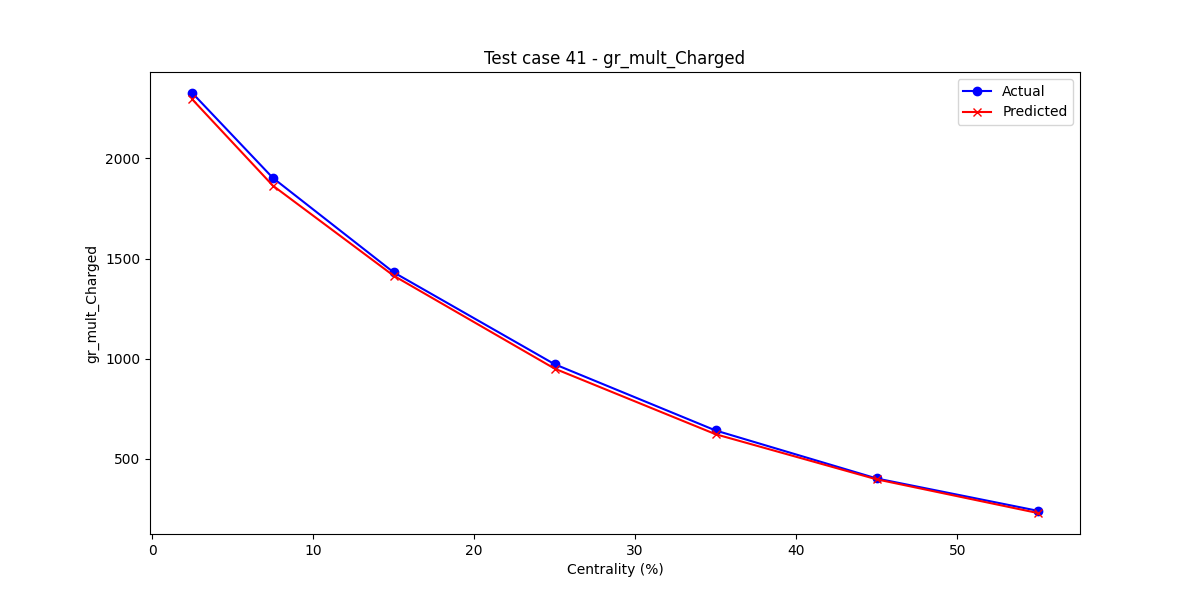 Test case 41 - gr_mult_Charged
Actual
Predicted
gr_mult_Charged
2000
1500
1000
500
0
10
20
30
40
50
Centrality (%)